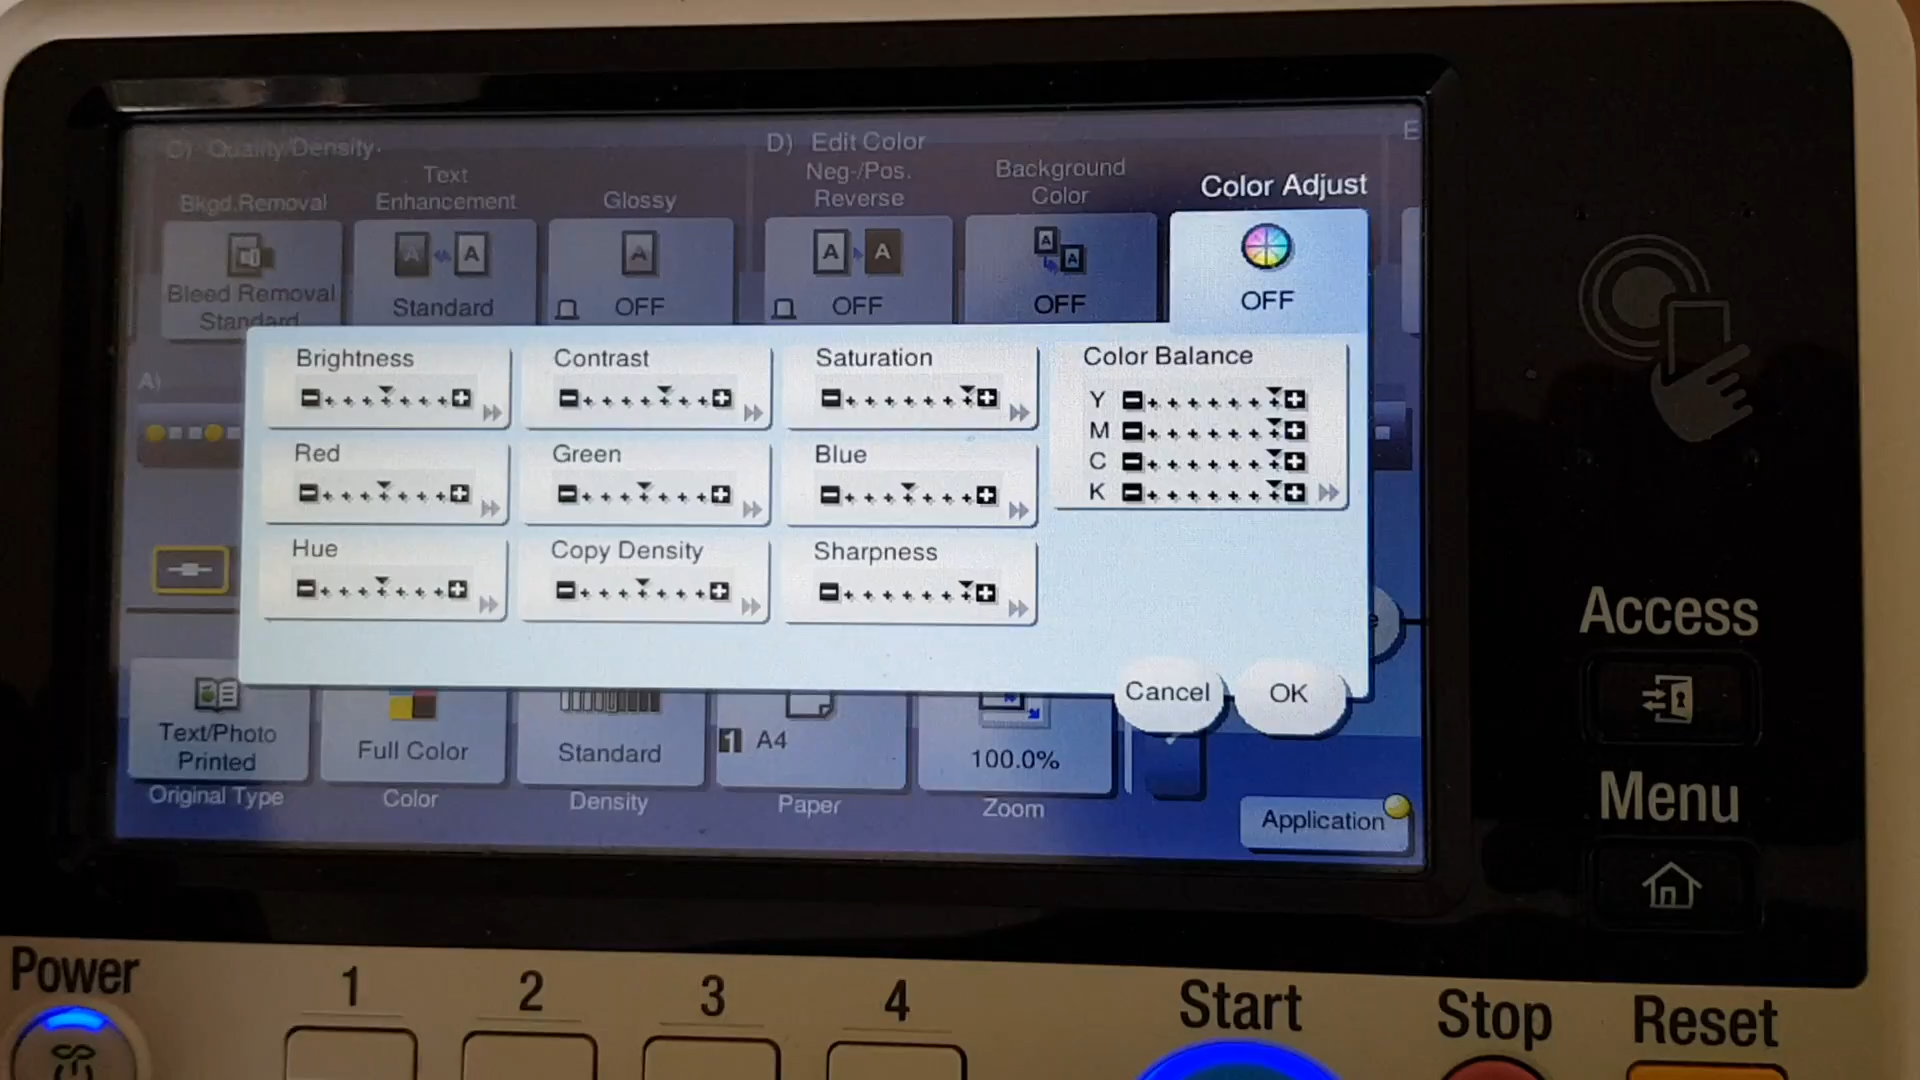 C) Quality/Density
D) Edit Color
E
Bkgd.Removal
Text
Enhancement
Glossy
Neg-/Pos.
Reverse
Background
Color
Color Adjust
Bleed Removal
Standard
Standard
OFF
OFF
OFF
OFF
A)
Brightness
Contrast
Saturation
Color Balance
Y
M
C
K
Red
Green
Blue
Hue
Copy Density
Sharpness
Cancel
OK
Text/Photo
Printed
Full Color
Standard
1 A4
100.0%
Original Type
Color
Density
Paper
Zoom
Application
Access
Menu
Power
1
2
3
4
Start
Stop
Reset